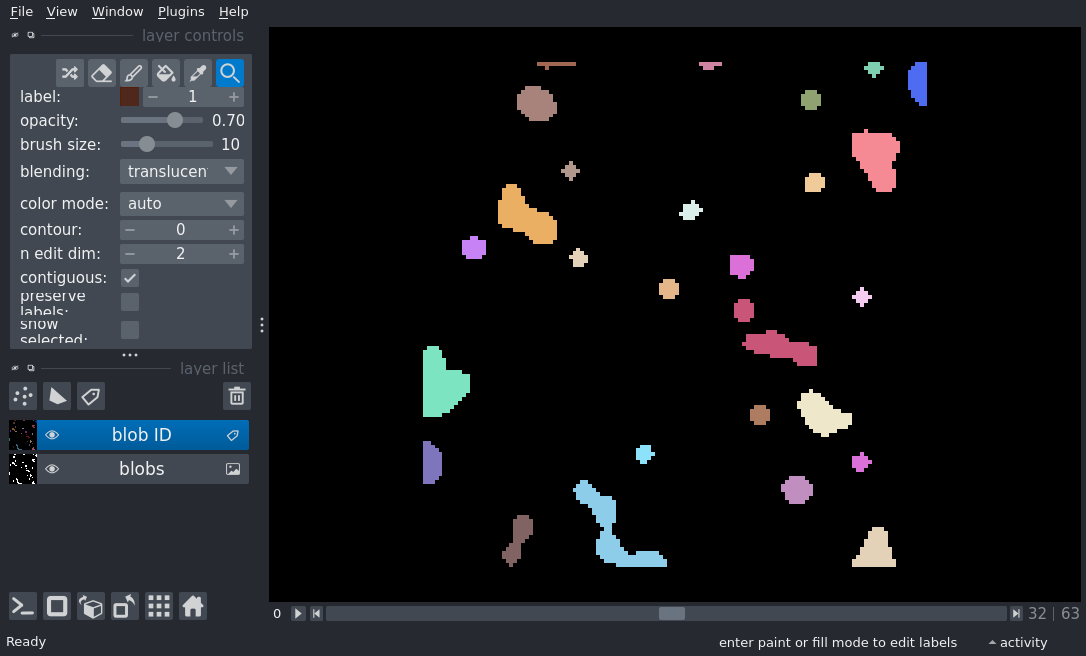 File View Window Plugins Help
layer controls
label: 1
opacity: 0.70
brush size: 10
blending: translucen
color mode: auto
contour: 0
n edit dim: 2
contiguous:
preserve
labels:
show
selected:
layer list
blob ID
blobs
0 32 | 63
Ready enter paint or fill mode to edit labels activity